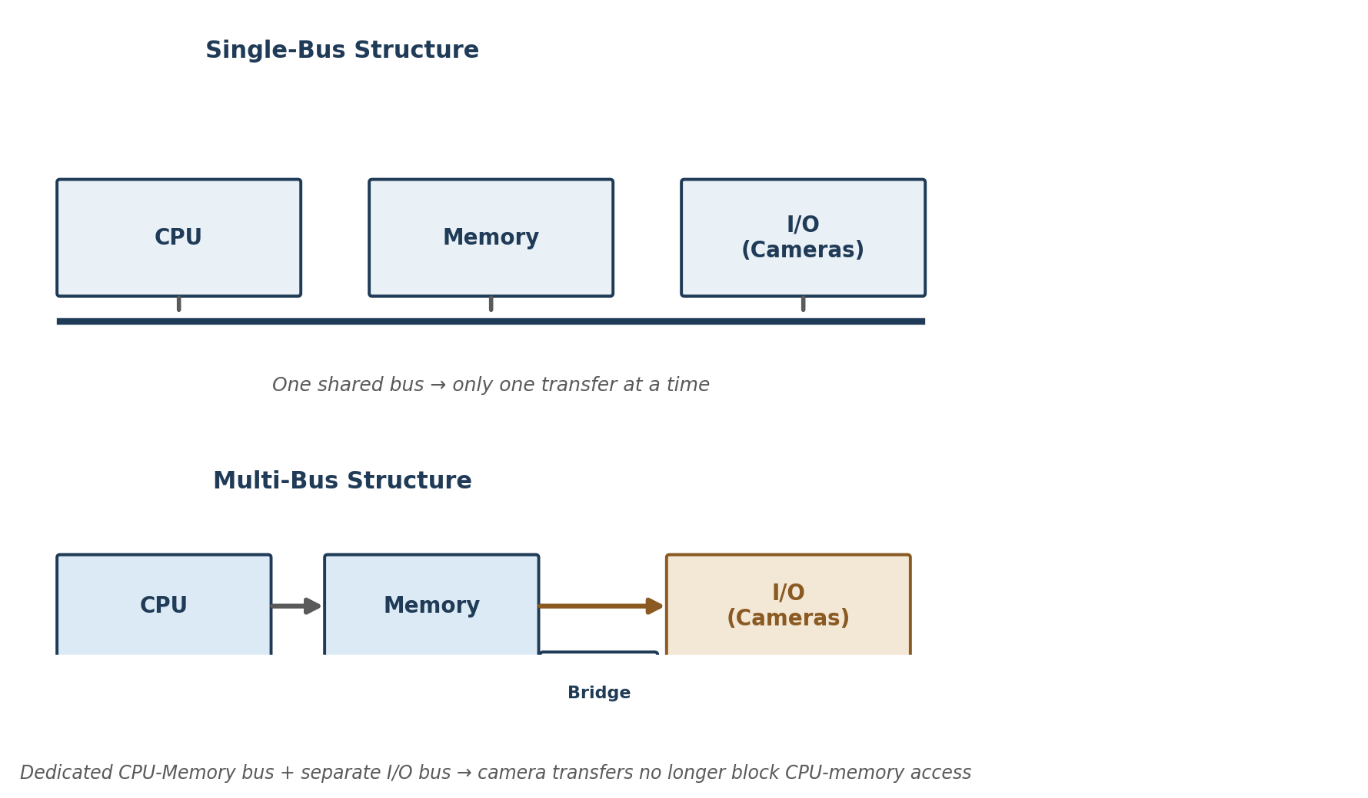 Single-Bus Structure
CPU
Memory
I/O
(Cameras)
One shared bus → only one transfer at a time
Multi-Bus Structure
CPU
Memory
I/O
(Cameras)
Bridge
Dedicated CPU-Memory bus + separate I/O bus → camera transfers no longer block CPU-memory access